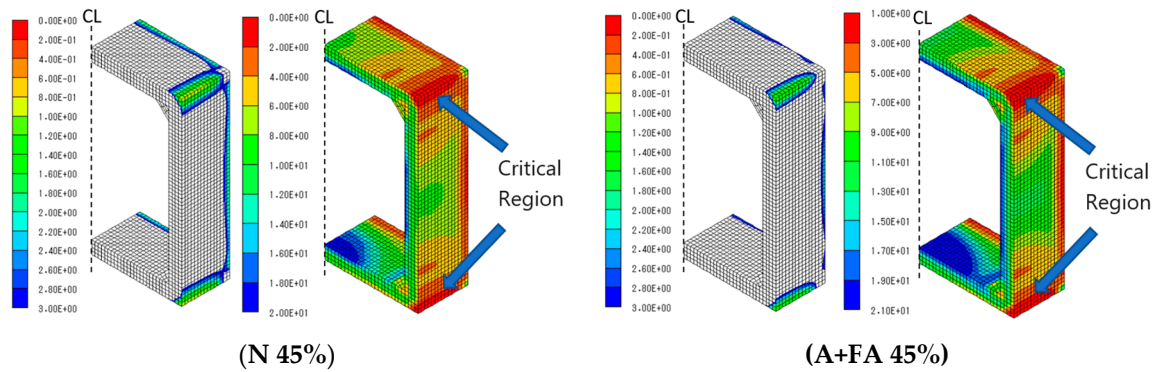 CL
0.00E+00
2.00E-01
4.00E-01
6.00E-01
8.00E-01
1.00E+00
1.20E+00
1.40E+00
1.60E+00
1.80E+00
2.00E+00
2.20E+00
2.40E+00
2.60E+00
2.80E+00
3.00E+00
CL
0.00E+00
2.00E+00
4.00E+00
6.00E+00
8.00E+00
1.00E+01
1.20E+01
1.40E+01
1.60E+01
1.80E+01
2.00E+01
Critical
Region
(N 45%)
CL
0.00E+00
2.00E-01
4.00E-01
6.00E-01
8.00E-01
1.00E+00
1.20E+00
1.40E+00
1.60E+00
1.80E+00
2.00E+00
2.20E+00
2.40E+00
2.60E+00
2.80E+00
3.00E+00
CL
1.00E+00
3.00E+00
5.00E+00
7.00E+00
9.00E+00
1.10E+01
1.30E+01
1.50E+01
1.70E+01
1.90E+01
2.10E+01
Critical
Region
(A+FA 45%)